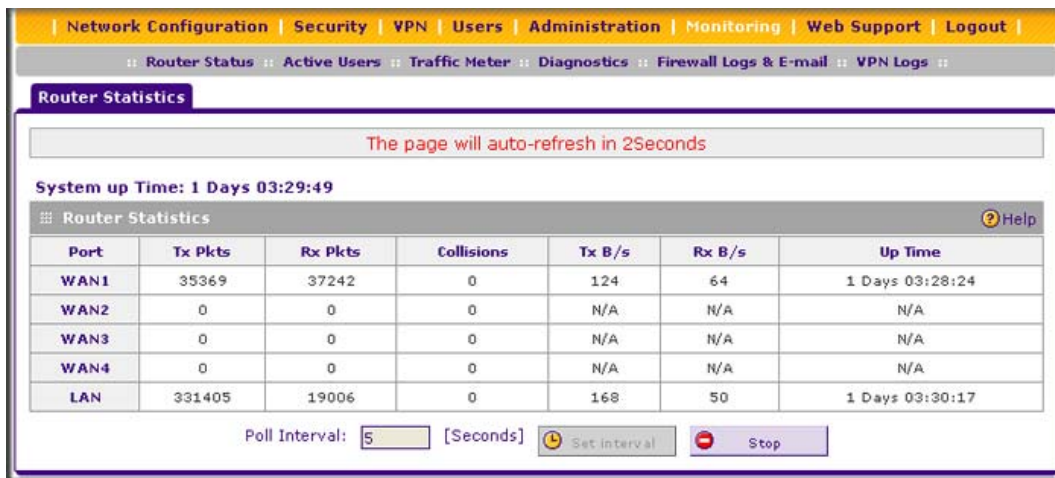 | Network Configuration | Security | VPN | Users | Administration | Monitoring | Web Support | Logout |
:: Router Status :: Active Users :: Traffic Meter :: Diagnostics :: Firewall Logs & E-mail :: VPN Logs ::
Router Statistics
The page will auto-refresh in 2Seconds
System up Time: 1 Days 03:29:49
Router Statistics ? Help
Port Tx Pkts Rx Pkts Collisions Tx B/s Rx B/s Up Time
WAN1 35369 37242 0 124 64 1 Days 03:28:24
WAN2 0 0 0 N/A N/A N/A
WAN3 0 0 0 N/A N/A N/A
WAN4 0 0 0 N/A N/A N/A
LAN 331405 19006 0 168 50 1 Days 03:30:17
Poll Interval: 5 [Seconds] Set interval Stop